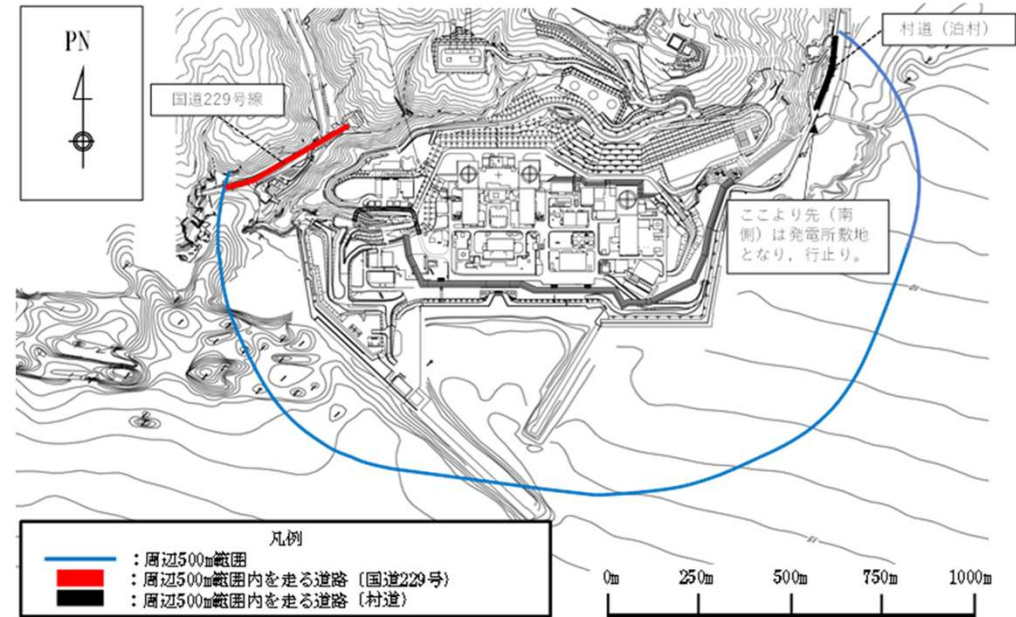 PN
村道（泊村）
国道229号線
ここより先（南
側）は発電所敷地
となり，行止り。
凡例
：周辺500m範囲
：周辺500m範囲内を走る道路〔国道229号〕
：周辺500m範囲内を走る道路〔村道〕
0m 250m 500m 750m 1000m